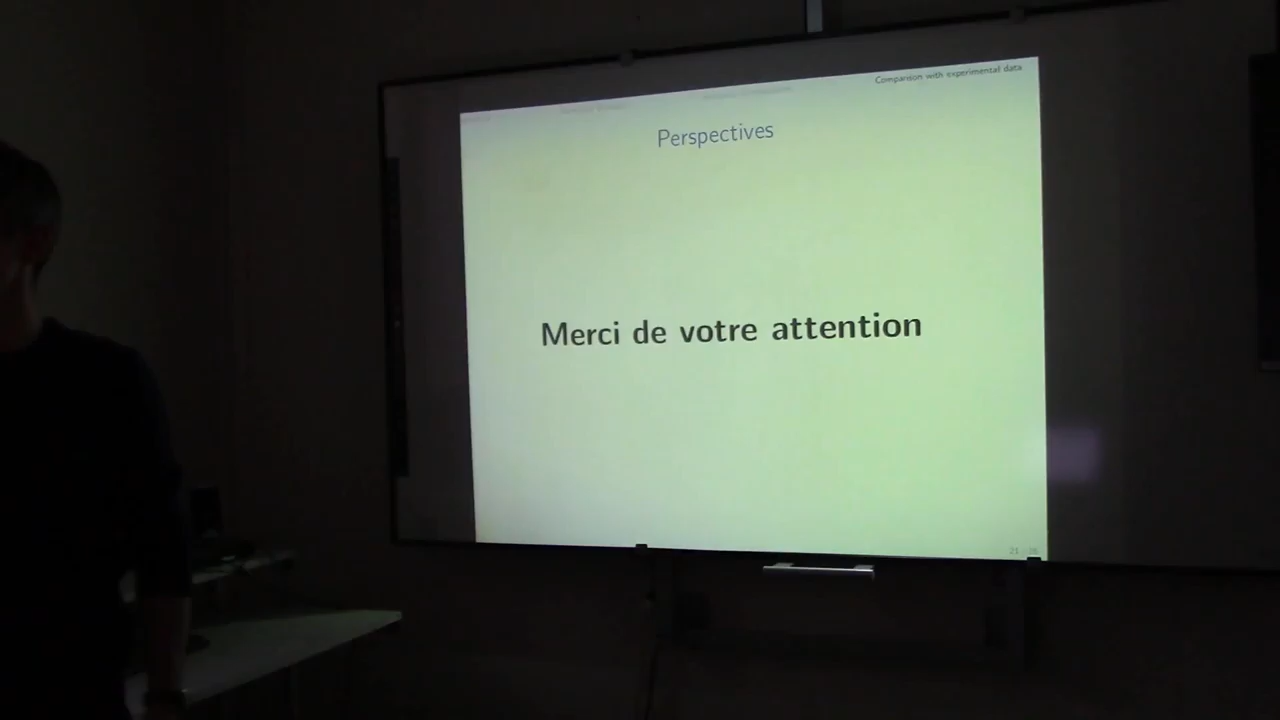 Comparison with experimental data
Perspectives
Merci de votre attention